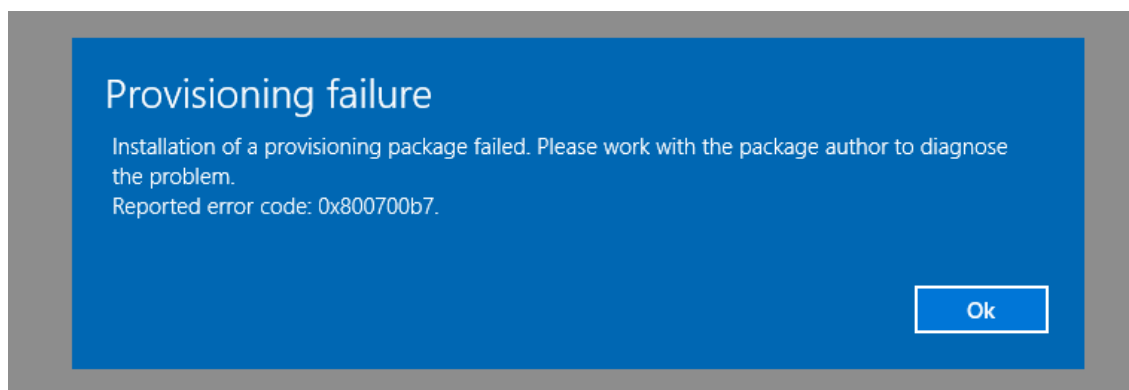 Provisioning failure
Installation of a provisioning package failed. Please work with the package author to diagnose
the problem.
Reported error code: 0x800700b7.
Ok